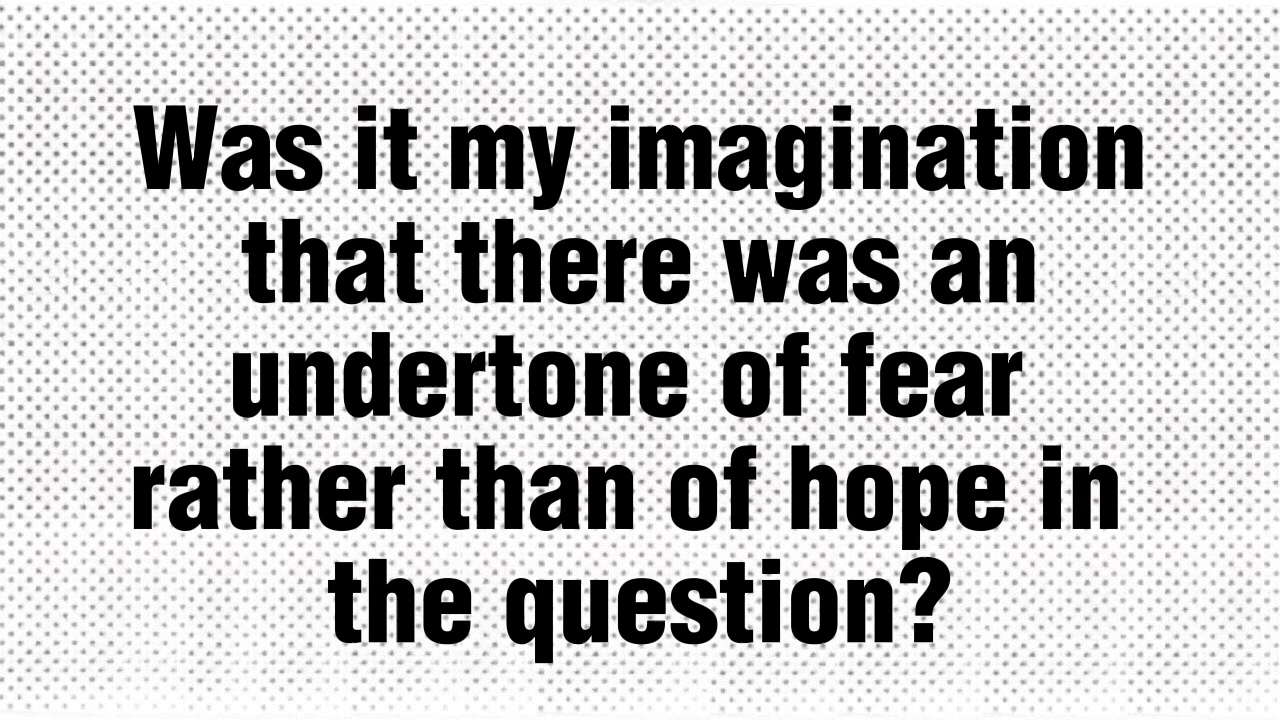 Was it my imagination
that there was an
undertone of fear
rather than of hope in
the question?